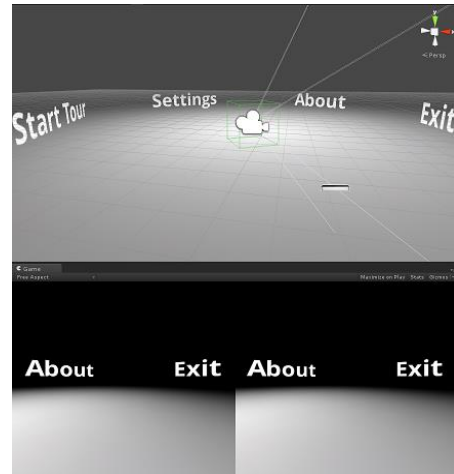 Persp
Settings About
Start Tour Exit
Game
Free Aspect Maximize on Play Stats Gizmos
About Exit About Exit